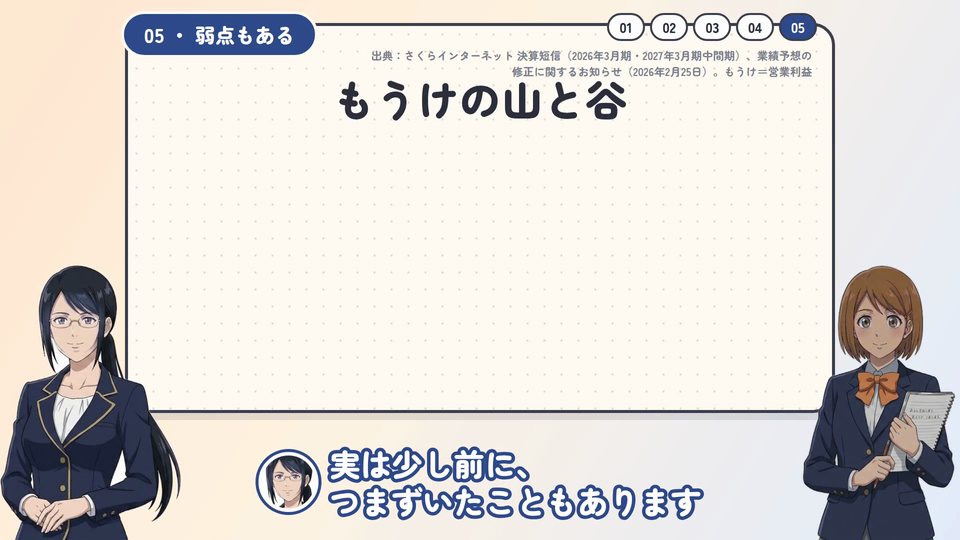 05 ・ 弱点もある
01 02 03 04 05
出典：さくらインターネット 決算短信（2026年3月期・2027年3月期中間期）、業績予想の
修正に関するお知らせ（2026年2月25日）。もうけ＝営業利益
もうけの山と谷
実は少し前に、
つまずいたこともあります